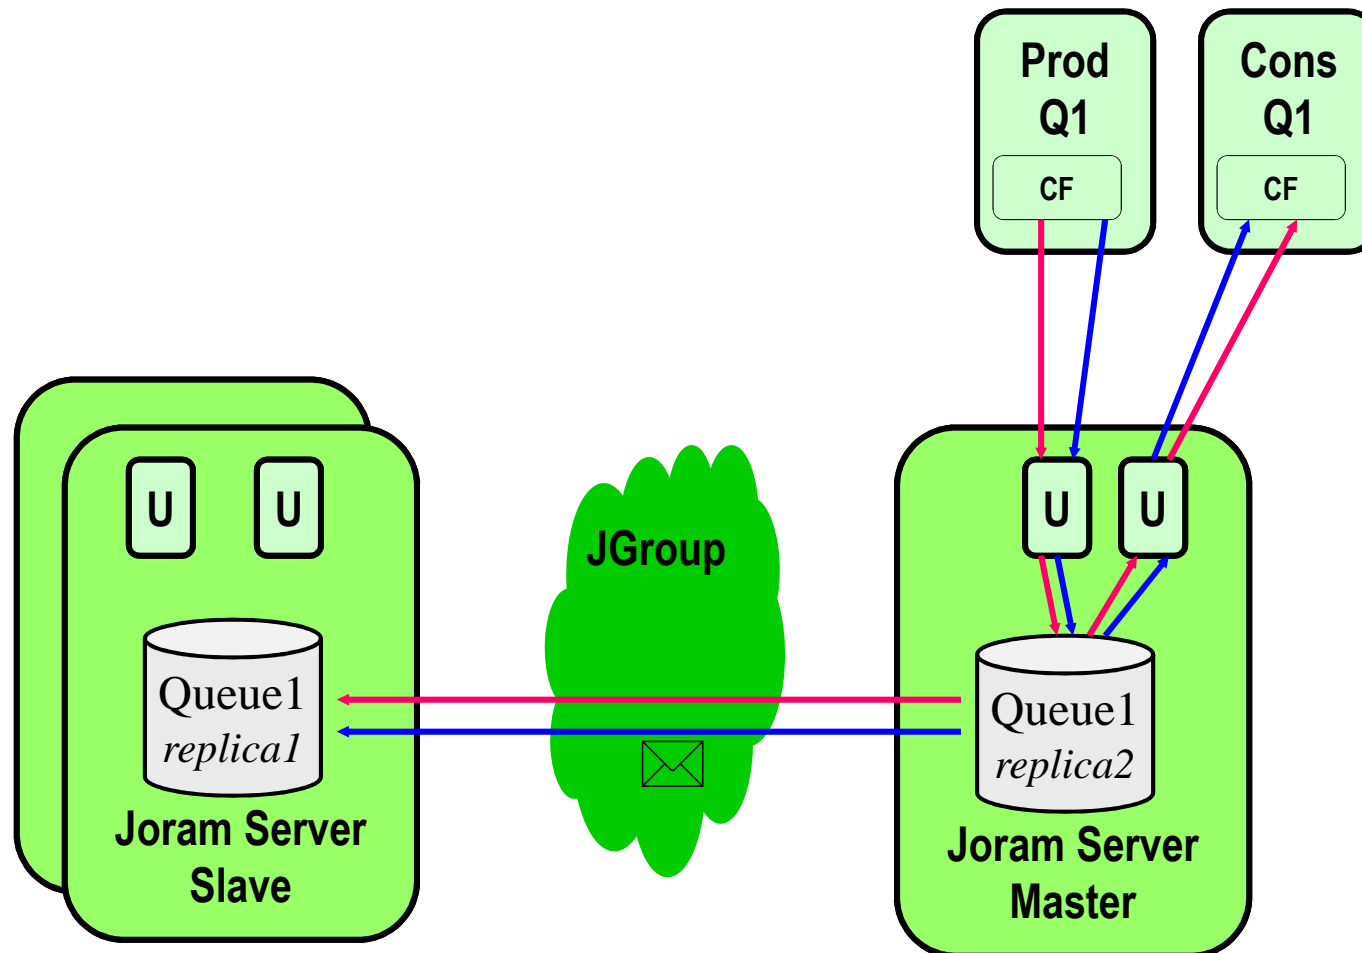 Prod
Q1
CF
Cons
Q1
CF
U
U
Queue1
replica1
Joram Server
Slave
JGroup
U
U
Queue1
replica2
Joram Server
Master